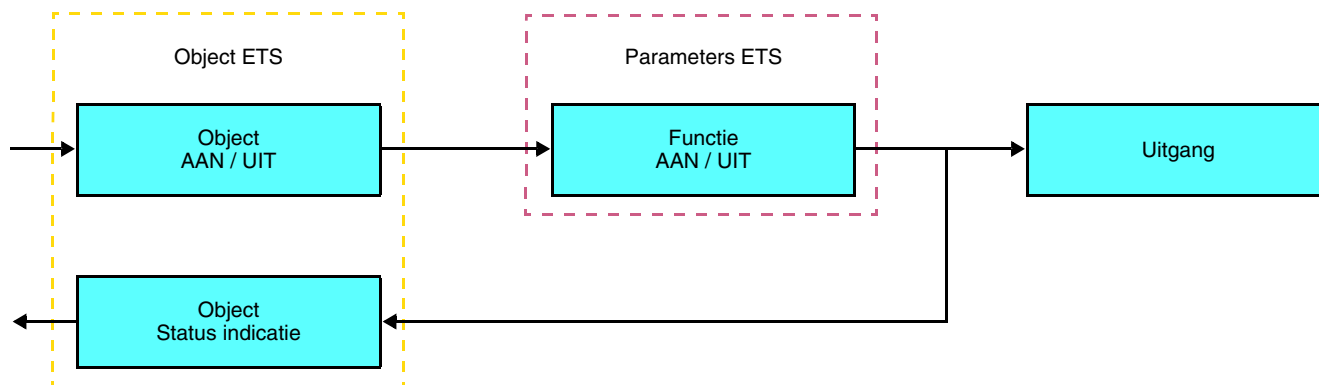 Object ETS
Parameters ETS
Object
AAN / UIT
Functie
AAN / UIT
Uitgang
Object
Status indicatie